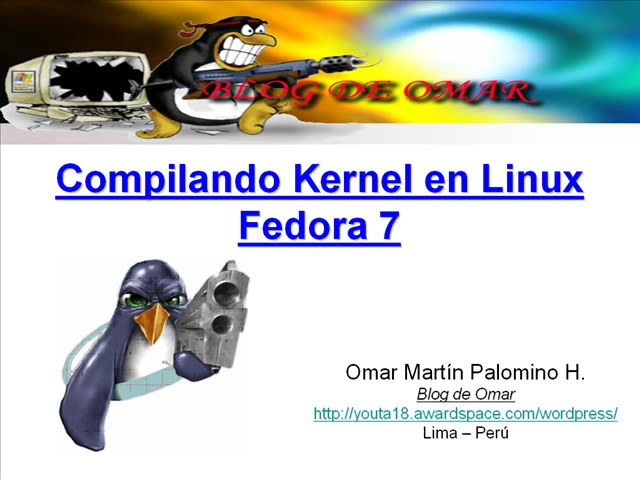 BLOG DE OMAR
Compilando Kernel en Linux
Fedora 7
Omar Martín Palomino H.
Blog de Omar
http://youta18.awardspace.com/wordpress/
Lima – Perú